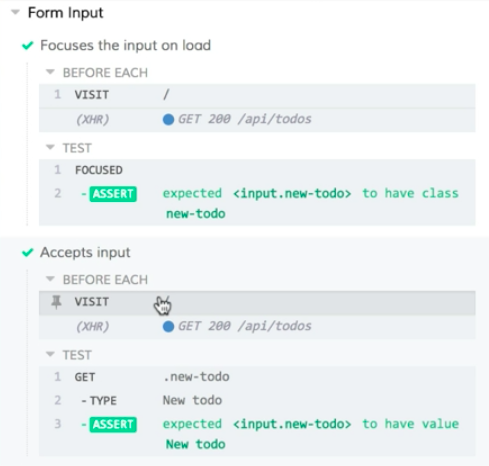 Form Input
Focuses the input on load
BEFORE EACH
1 VISIT /
(XHR) GET 200 /api/todos
TEST
1 FOCUSED
2 - ASSERT expected <input.new-todo> to have class
new-todo
Accepts input
BEFORE EACH
VISIT
(XHR) GET 200 /api/todos
TEST
1 GET .new-todo
2 - TYPE New todo
3 - ASSERT expected <input.new-todo> to have value
New todo